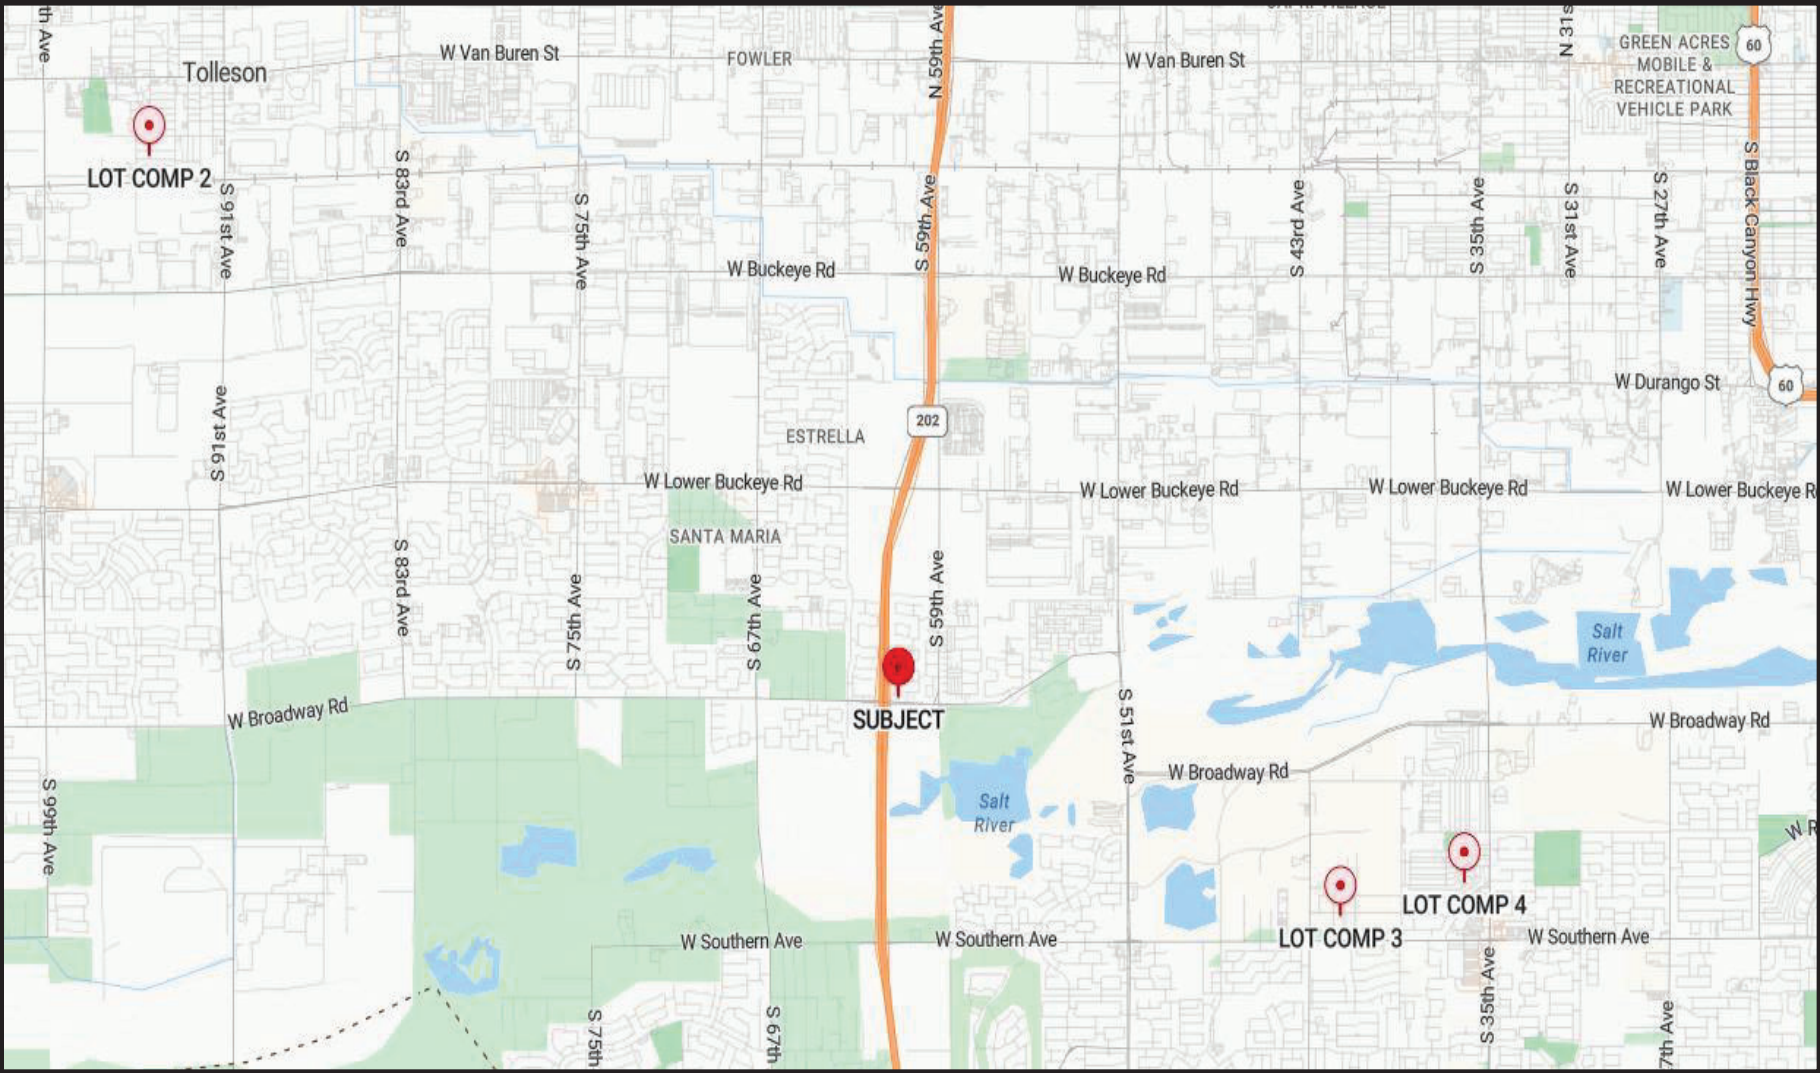 th Ave
Tolleson
W Van Buren St
FOWLER
N 59th Ave
W Van Buren St
N 31s
GREEN ACRES
MOBILE &
RECREATIONAL
VEHICLE PARK
60
LOT COMP 2
S 91st Ave
S 83rd Ave
S 75th Ave
S 59th Ave
S 43rd Ave
S 35th Ave
S 31st Ave
S 27th Ave
S Black Canyon Hwy
W Buckeye Rd
W Buckeye Rd
W Durango St
60
S 91st Ave
202
ESTRELLA
W Lower Buckeye Rd
W Lower Buckeye Rd
W Lower Buckeye Rd
W Lower Buckeye R
SANTA MARIA
S 83rd Ave
S 75th Ave
S 67th Ave
S 59th Ave
Salt
River
SUBJECT
W Broadway Rd
S 51st Ave
W Broadway Rd
W Broadway Rd
S 99th Ave
Salt
River
W R
LOT COMP 4
LOT COMP 3
W Southern Ave
W Southern Ave
W Southern Ave
S 35th Ave
S 75th
S 67th
7th Ave